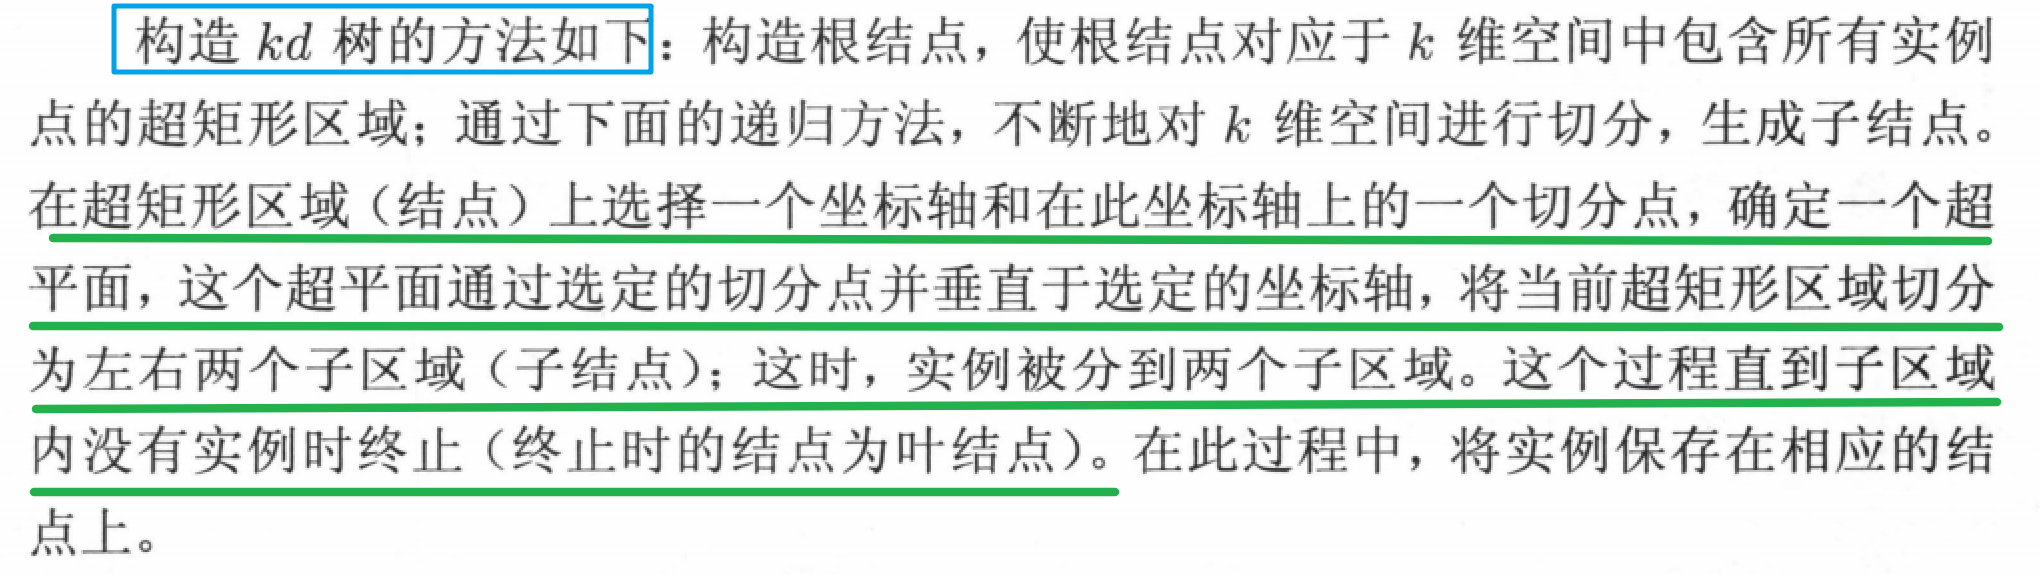 构造 kd 树的方法如下：构造根结点，使根结点对应于 k 维空间中包含所有实例
点的超矩形区域；通过下面的递归方法，不断地对 k 维空间进行切分，生成子结点。
在超矩形区域（结点）上选择一个坐标轴和在此坐标轴上的一个切分点，确定一个超
平面，这个超平面通过选定的切分点并垂直于选定的坐标轴，将当前超矩形区域切分
为左右两个子区域（子结点）；这时，实例被分到两个子区域。这个过程直到子区域
内没有实例时终止（终止时的结点为叶结点）。在此过程中，将实例保存在相应的结
点上。